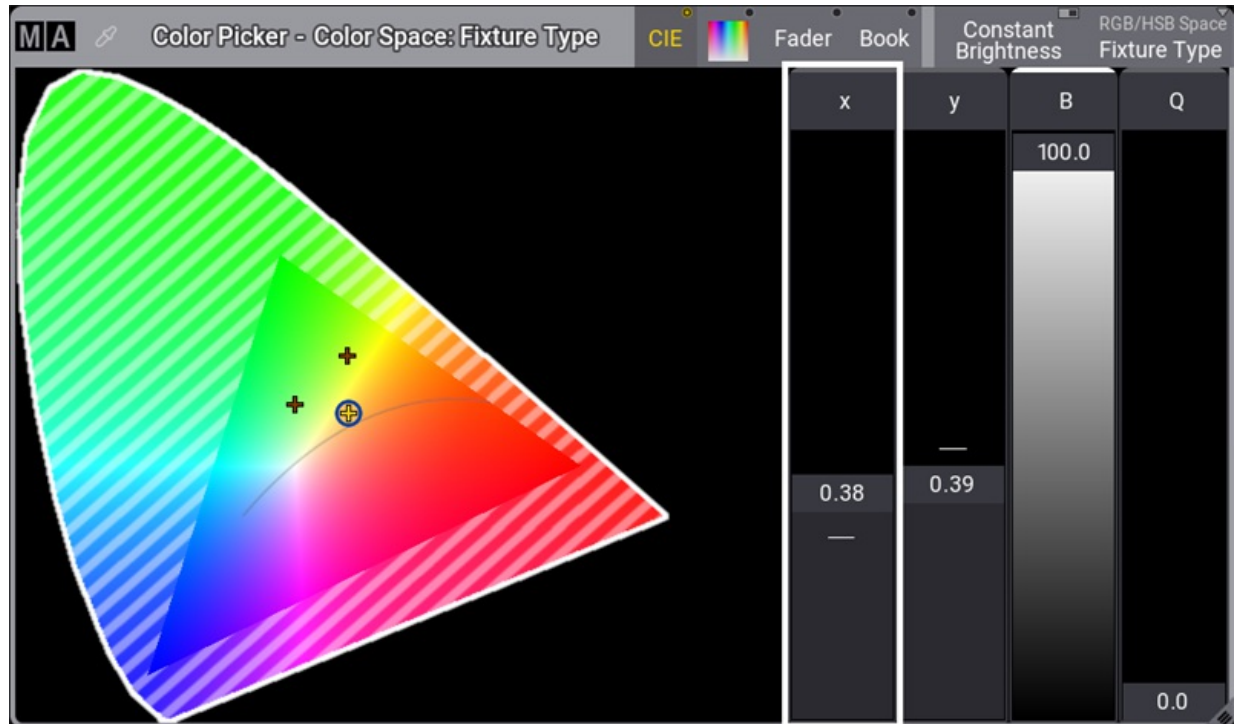 MA Color Picker - Color Space: Fixture Type CIE Fader Book Constant Brightness RGB/HSB Space Fixture Type
x y B Q
100.0
0.38 0.39
0.0